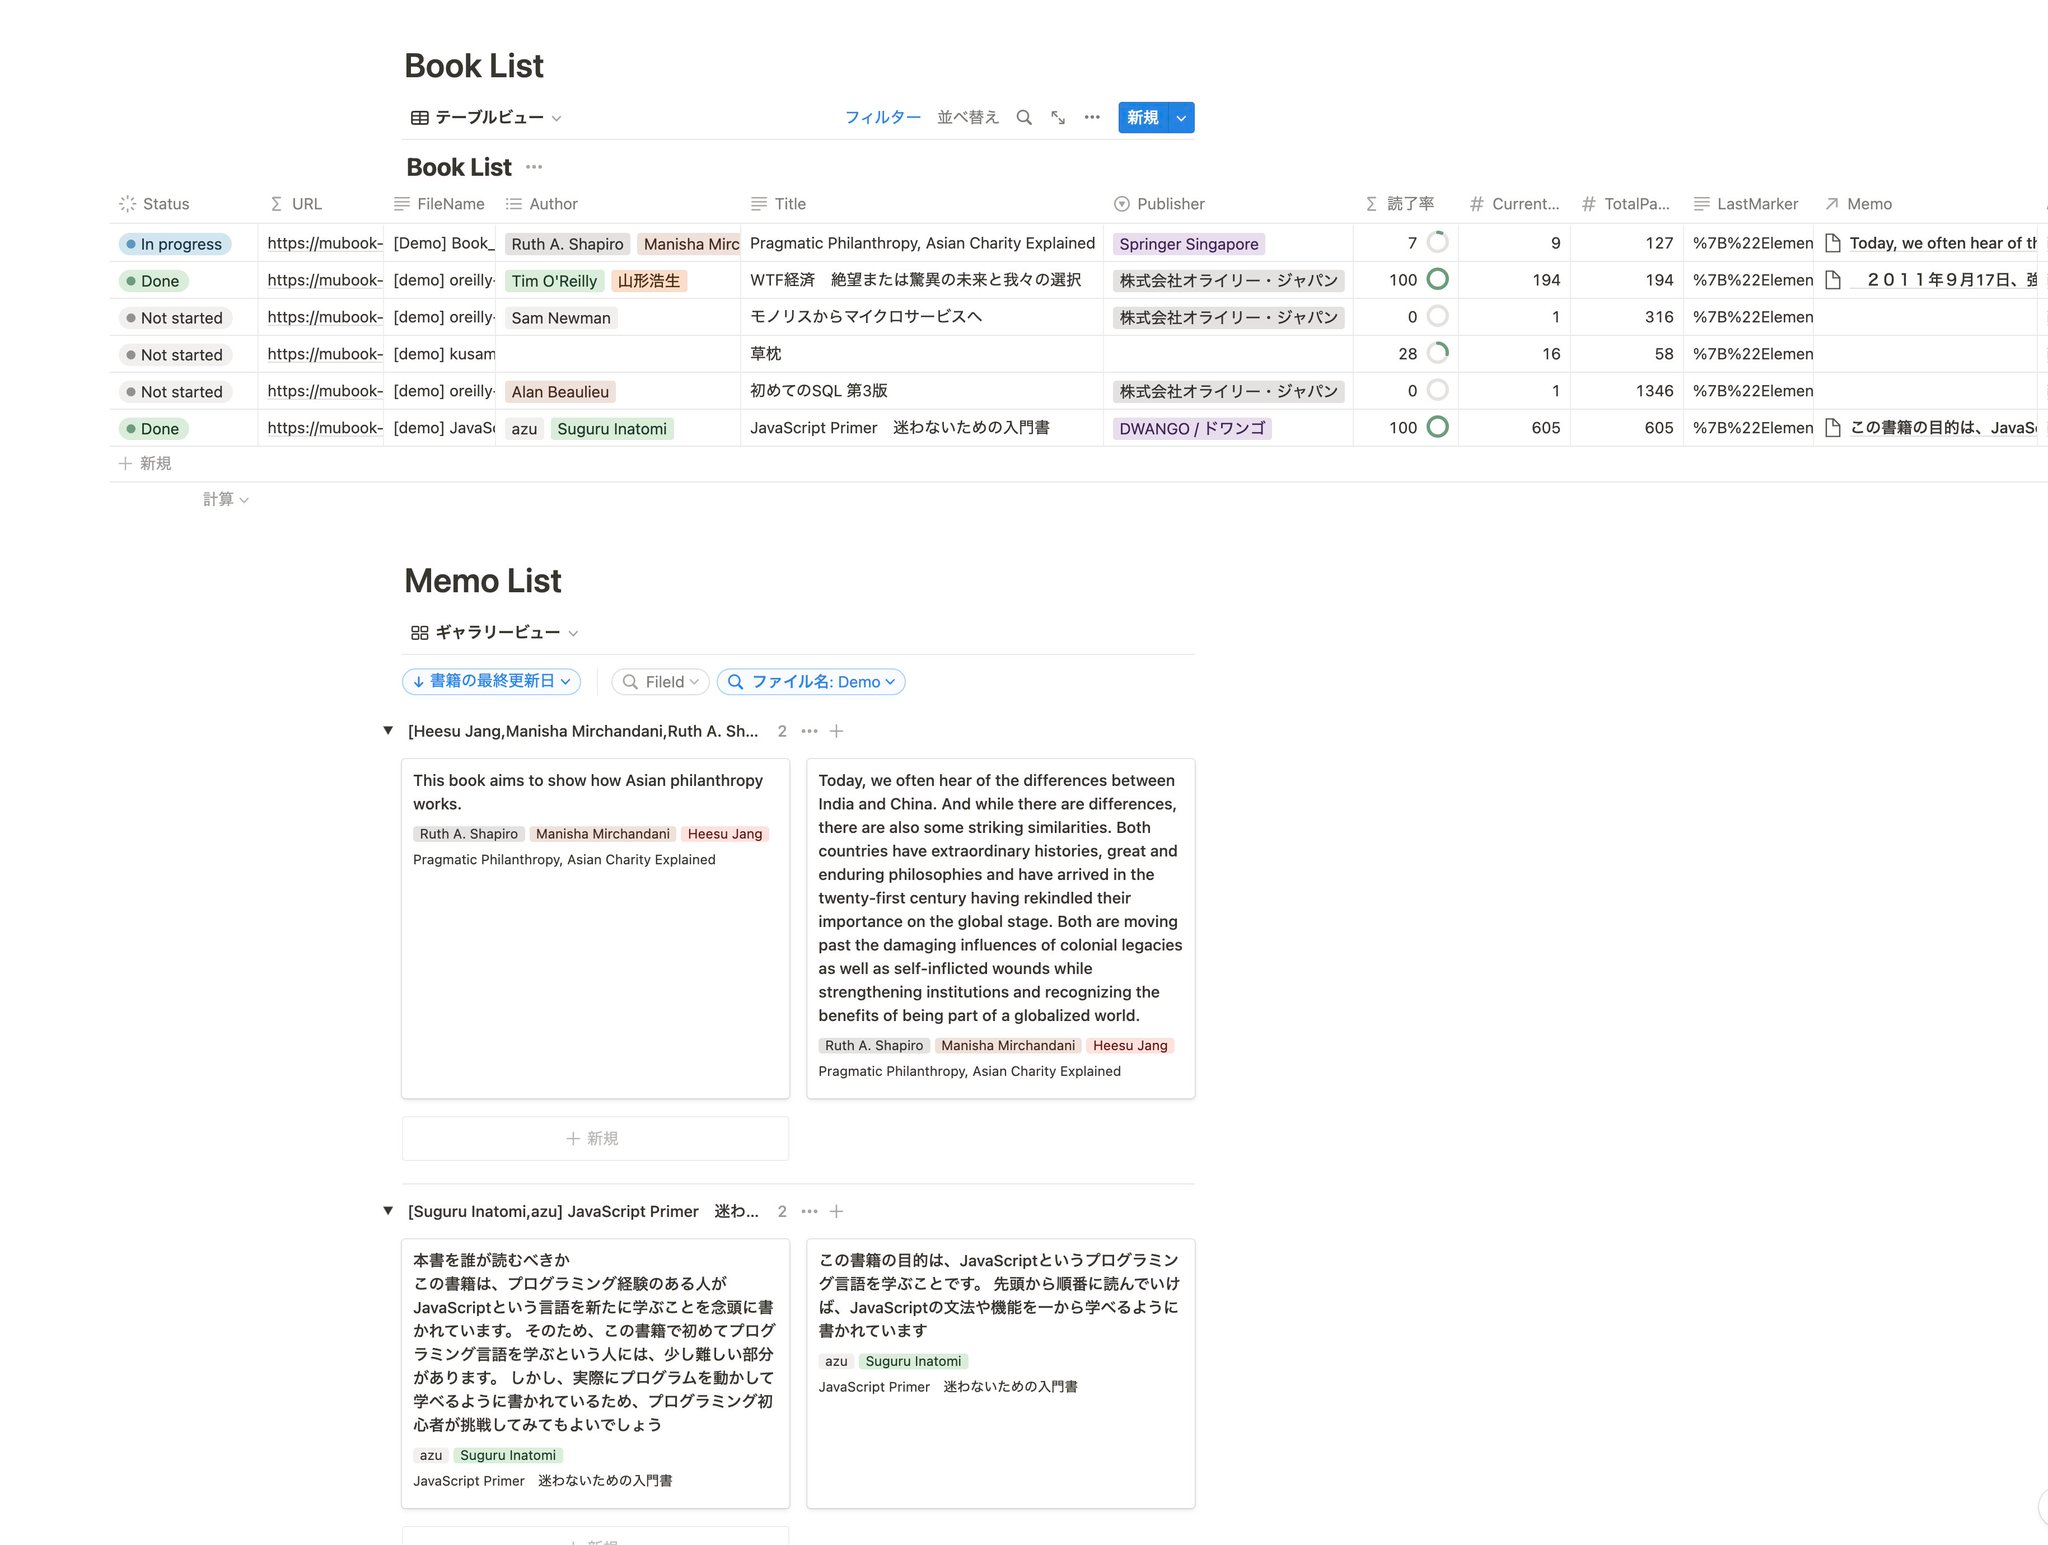 Book List
テーブルビュー フィルター 並べ替え 新規
Book List
Status URL FileName Author Title Publisher 読了率 Current... TotalPa... LastMarker Memo
In progress https://mubook- [Demo] Book_ Ruth A. Shapiro Manisha Mirc Pragmatic Philanthropy, Asian Charity Explained Springer Singapore 7 9 127 %7B%22Elemen Today, we often hear of th
Done https://mubook- [demo] oreilly- Tim O'Reilly 山形浩生 WTF経済　絶望または驚異の未来と我々の選択 株式会社オライリー・ジャパン 100 194 194 %7B%22Elemen ２０１１年９月17日、強
Not started https://mubook- [demo] oreilly- Sam Newman モノリスからマイクロサービスへ 株式会社オライリー・ジャパン 0 1 316 %7B%22Elemen
Not started https://mubook- [demo] kusam 草枕 28 16 58 %7B%22Elemen
Not started https://mubook- [demo] oreilly- Alan Beaulieu 初めてのSQL 第3版 株式会社オライリー・ジャパン 0 1 1346 %7B%22Elemen
Done https://mubook- [demo] JavaSc azu Suguru Inatomi JavaScript Primer　迷わないための入門書 DWANGO / ドワンゴ 100 605 605 %7B%22Elemen この書籍の目的は、JavaSc
新規
計算
Memo List
ギャラリービュー
書籍の最終更新日 FileId ファイル名: Demo
[Heesu Jang,Manisha Mirchandani,Ruth A. Sh... 2
This book aims to show how Asian philanthropy
works.
Ruth A. Shapiro Manisha Mirchandani Heesu Jang
Pragmatic Philanthropy, Asian Charity Explained
Today, we often hear of the differences between
India and China. And while there are differences,
there are also some striking similarities. Both
countries have extraordinary histories, great and
enduring philosophies and have arrived in the
twenty-first century having rekindled their
importance on the global stage. Both are moving
past the damaging influences of colonial legacies
as well as self-inflicted wounds while
strengthening institutions and recognizing the
benefits of being part of a globalized world.
Ruth A. Shapiro Manisha Mirchandani Heesu Jang
Pragmatic Philanthropy, Asian Charity Explained
新規
[Suguru Inatomi,azu] JavaScript Primer　迷わ... 2
本書を誰が読むべきか
この書籍は、プログラミング経験のある人が
JavaScriptという言語を新たに学ぶことを念頭に書
かれています。 そのため、この書籍で初めてプログ
ラミング言語を学ぶという人には、少し難しい部分
があります。 しかし、実際にプログラムを動かして
学べるように書かれているため、プログラミング初
心者が挑戦してみてもよいでしょう
azu Suguru Inatomi
JavaScript Primer　迷わないための入門書
この書籍の目的は、JavaScriptというプログラミン
グ言語を学ぶことです。 先頭から順番に読んでいけ
ば、JavaScriptの文法や機能を一から学べるように
書かれています
azu Suguru Inatomi
JavaScript Primer　迷わないための入門書
新規